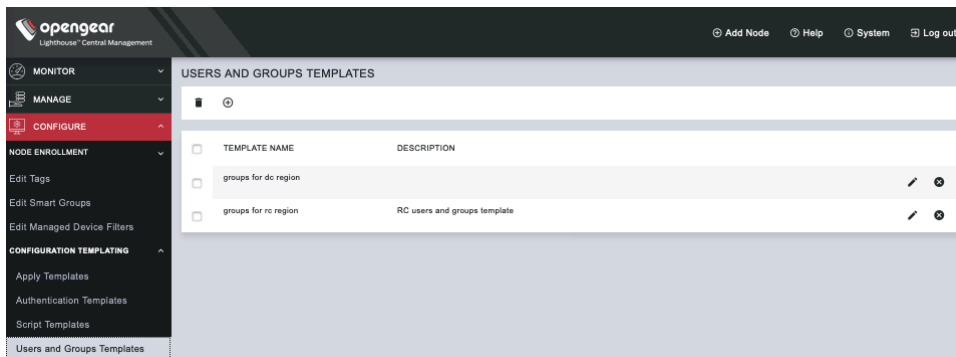 opengear
Lighthouse™ Central Management
Add Node Help System Log out
MONITOR
MANAGE
CONFIGURE
NODE ENROLLMENT
Edit Tags
Edit Smart Groups
Edit Managed Device Filters
CONFIGURATION TEMPLATING
Apply Templates
Authentication Templates
Script Templates
Users and Groups Templates
USERS AND GROUPS TEMPLATES
TEMPLATE NAME DESCRIPTION
groups for dc region
groups for rc region RC users and groups template